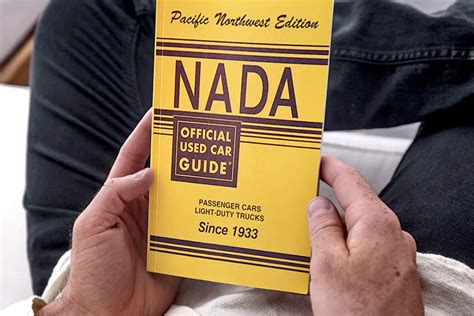 Pacific Northwest Edition
NADA
OFFICIAL
USED CAR
GUIDE®
PASSENGER CARS
LIGHT-DUTY TRUCKS
Since 1933